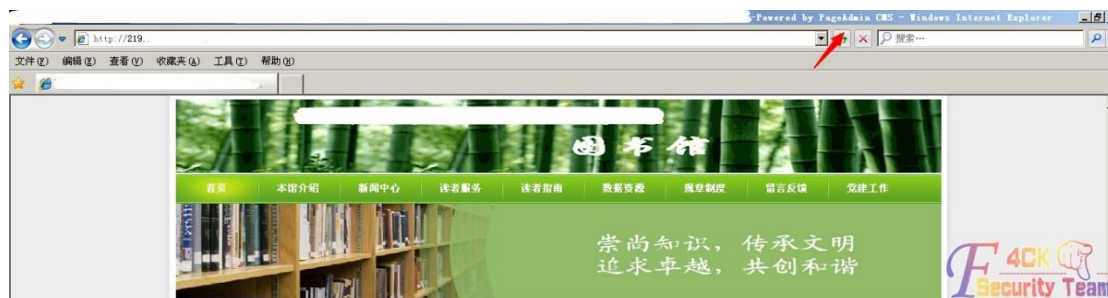 -Powered by PageAdmin CMS - Windows Internet Explorer
http://219.
搜索...
文件(F) 编辑(E) 查看(V) 收藏夹(A) 工具(T) 帮助(H)
图书馆
首页 本馆介绍 新闻中心 读者服务 读者指南 数据资源 规章制度 留言反馈 党建工作
崇尚知识，传承文明
追求卓越，共创和谐
F4CK
Security Team